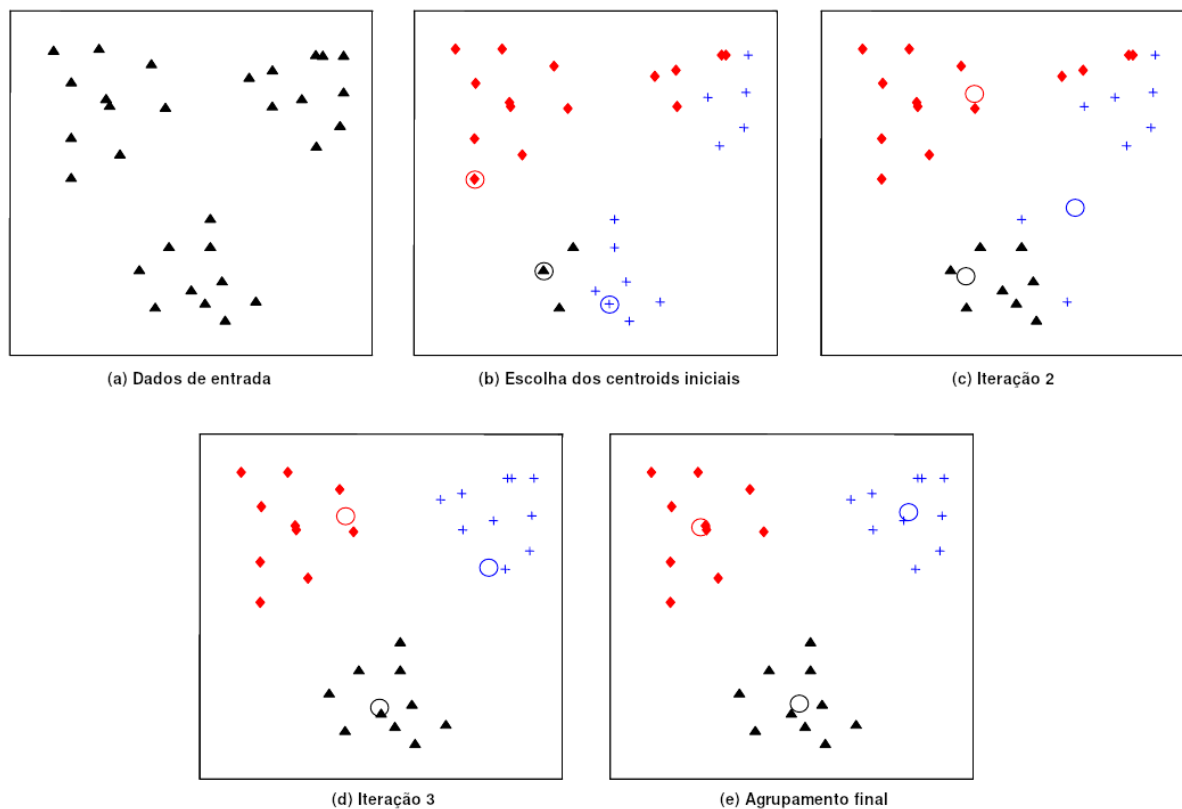 (a) Dados de entrada
(b) Escolha dos centroids iniciais
(c) Iteração 2
(d) Iteração 3
(e) Agrupamento final